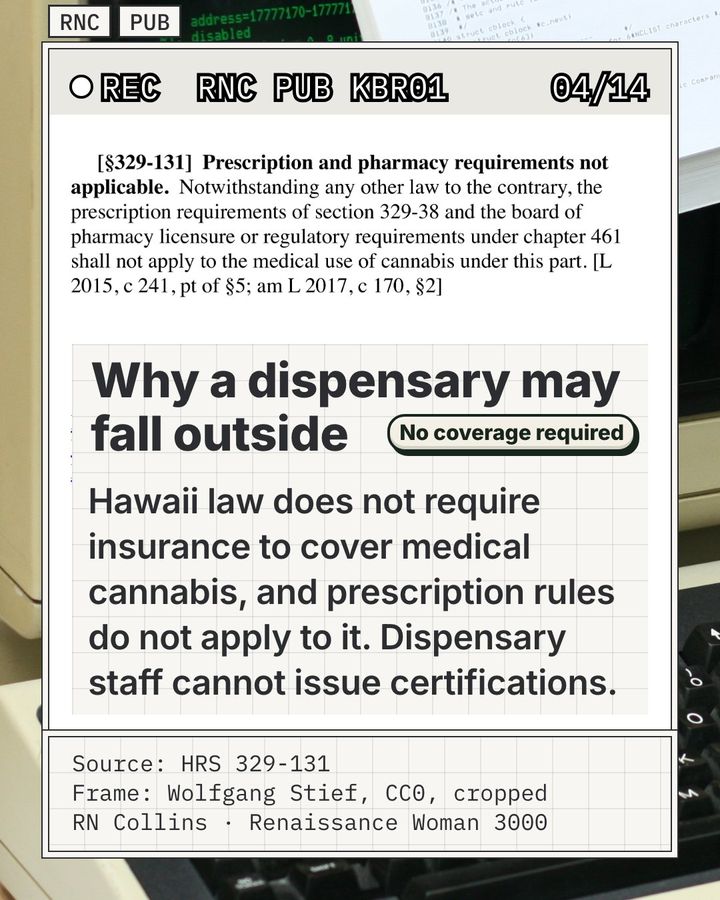 RNC PUB
address=17777170-177771
disabled
REC RNC PUB KBR01 04/14
[§329-131] Prescription and pharmacy requirements not
applicable. Notwithstanding any other law to the contrary, the
prescription requirements of section 329-38 and the board of
pharmacy licensure or regulatory requirements under chapter 461
shall not apply to the medical use of cannabis under this part. [L
2015, c 241, pt of §5; am L 2017, c 170, §2]
Why a dispensary may
fall outside
No coverage required
Hawaii law does not require
insurance to cover medical
cannabis, and prescription rules
do not apply to it. Dispensary
staff cannot issue certifications.
Source: HRS 329-131
Frame: Wolfgang Stief, CC0, cropped
RN Collins · Renaissance Woman 3000